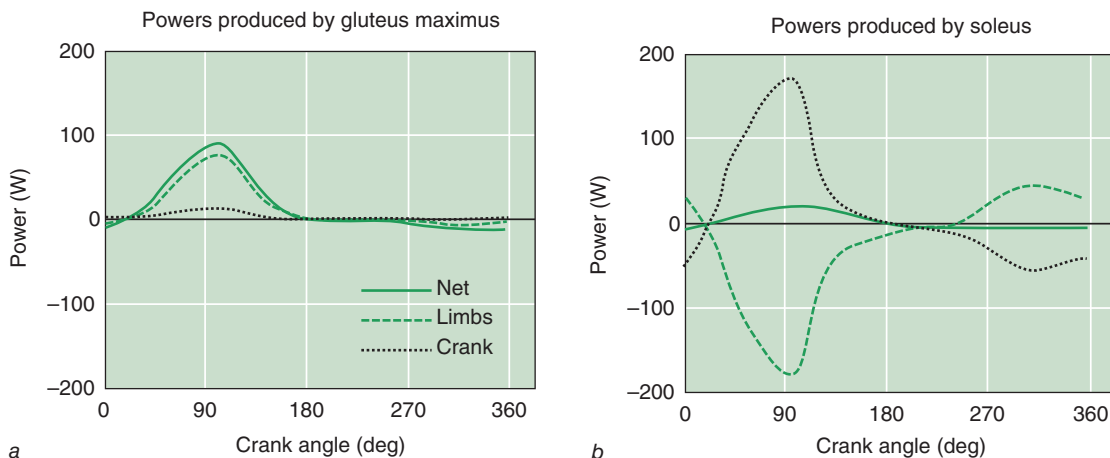 Powers produced by gluteus maximus
200
100
0
–100
–200
Power (W)
Net
Limbs
Crank
0 90 180 270 360
Crank angle (deg)
a
Powers produced by soleus
200
100
0
–100
–200
Power (W)
0 90 180 270 360
Crank angle (deg)
b